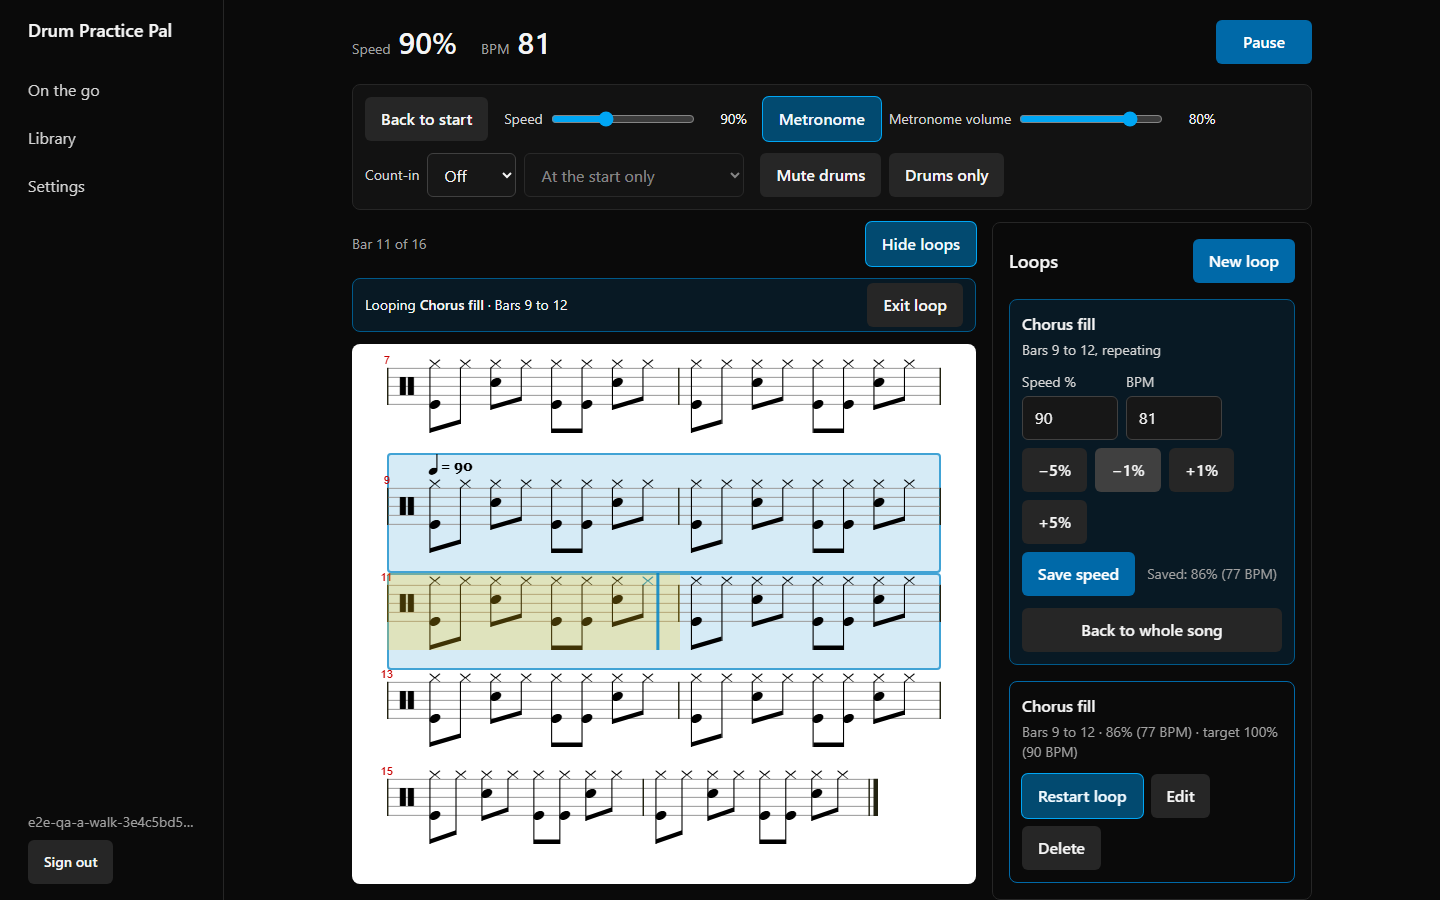 Drum Practice Pal
On the go
Library
Settings
e2e-qa-a-walk-3e4c5bd5...
Sign out
Speed 90% BPM 81
Pause
Back to start
Speed 90%
Metronome
Metronome volume 80%
Count-in Off
At the start only
Mute drums
Drums only
Bar 11 of 16
Hide loops
Looping Chorus fill · Bars 9 to 12
Exit loop
7
= 90
9
11
13
15
Loops
New loop
Chorus fill
Bars 9 to 12, repeating
Speed % BPM
90 81
−5% −1% +1%
+5%
Save speed Saved: 86% (77 BPM)
Back to whole song
Chorus fill
Bars 9 to 12 · 86% (77 BPM) · target 100%
(90 BPM)
Restart loop Edit
Delete